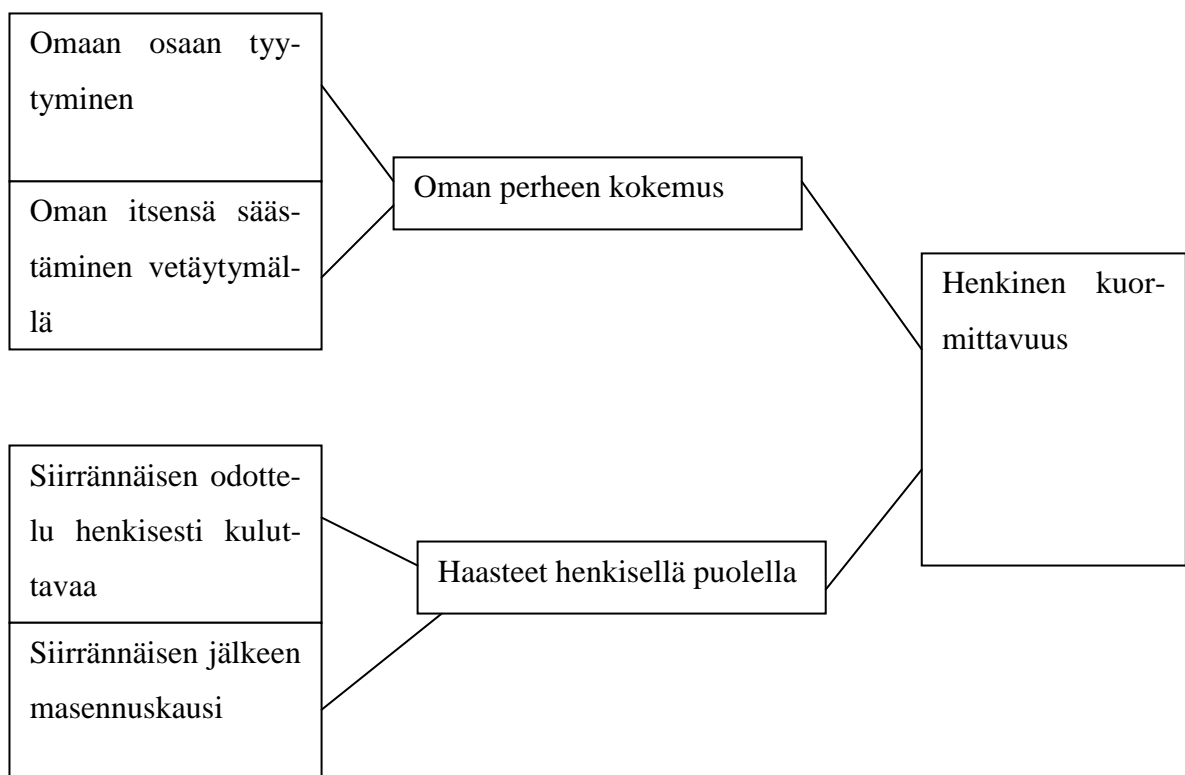 Omaan osaan tyy-
tyminen
Oman itsensä sääs-
täminen vetäytymäl-
lä
Oman perheen kokemus
Siirrännäisen odotte-
lu henkisesti kulut-
tavaa
Siirrännäisen jälkeen
masennuskausi
Haasteet henkisellä puolella
Henkinen kuor-
mittavuus